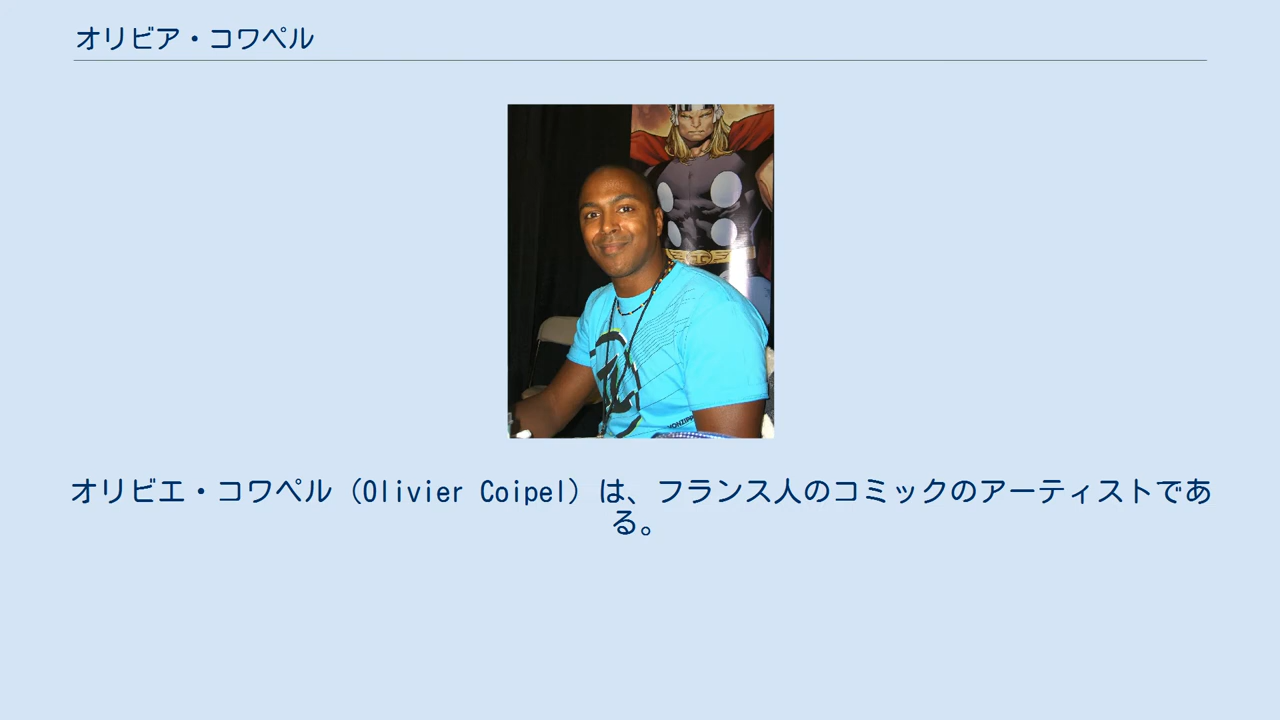 オリビア・コワペル
オリビエ・コワペル（Olivier Coipel）は、フランス人のコミックのアーティストであ
る。